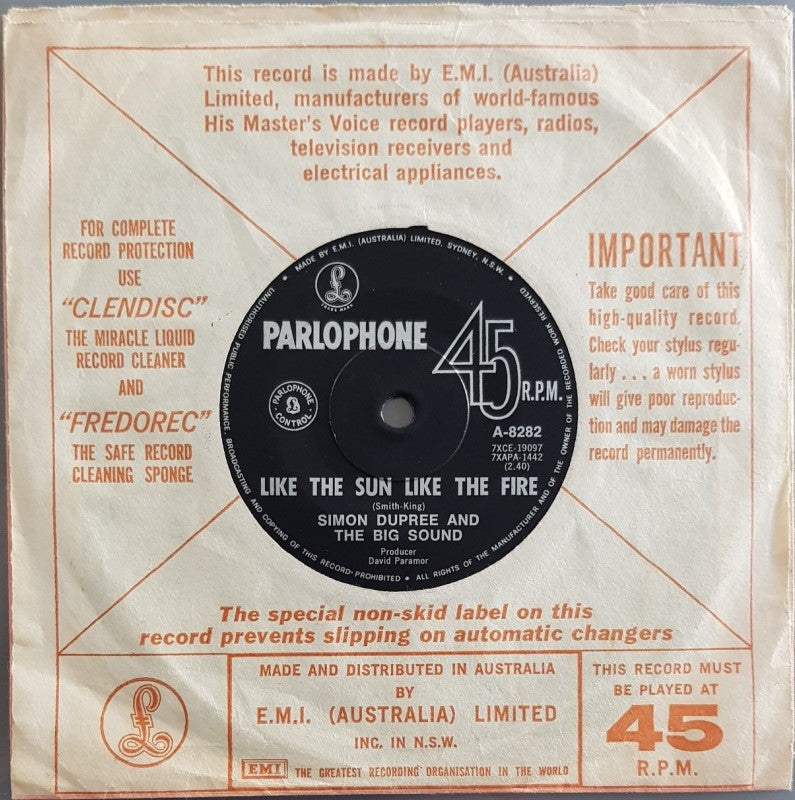 This record is made by E.M.I. (Australia)
Limited, manufacturers of world-famous
His Master's Voice record players, radios,
television receivers and
electrical appliances.
FOR COMPLETE
RECORD PROTECTION
USE
"CLENDISC"
THE MIRACLE LIQUID
RECORD CLEANER
AND
"FREDOREC"
THE SAFE RECORD
CLEANING SPONGE
MADE BY E.M.I. (AUSTRALIA) LIMITED, SYDNEY, N.S.W.
UNAUTHORISED PUBLIC PERFORMANCE, BROADCASTING AND COPYING OF THIS RECORD PROHIBITED • ALL RIGHTS OF THE MANUFACTURER AND OF THE OWNER OF THE RECORDED WORK RESERVED
£
TRADE MARK
PARLOPHONE
45
R.P.M.
PARLOPHONE
£
CONTROL
A-8282
7XCE-19097
7XAPA-1442
(2.40)
LIKE THE SUN LIKE THE FIRE
(Smith-King)
SIMON DUPREE AND
THE BIG SOUND
Producer
David Paramor
IMPORTANT
Take good care of this
high-quality record.
Check your stylus regu-
larly . . . a worn stylus
will give poor reproduc-
tion and may damage the
record permanently.
The special non-skid label on this
record prevents slipping on automatic changers
£
MADE AND DISTRIBUTED IN AUSTRALIA
BY
E.M.I. (AUSTRALIA) LIMITED
INC. IN N.S.W.
EMI THE GREATEST RECORDING ORGANISATION IN THE WORLD
THIS RECORD MUST
BE PLAYED AT
45
R.P.M.